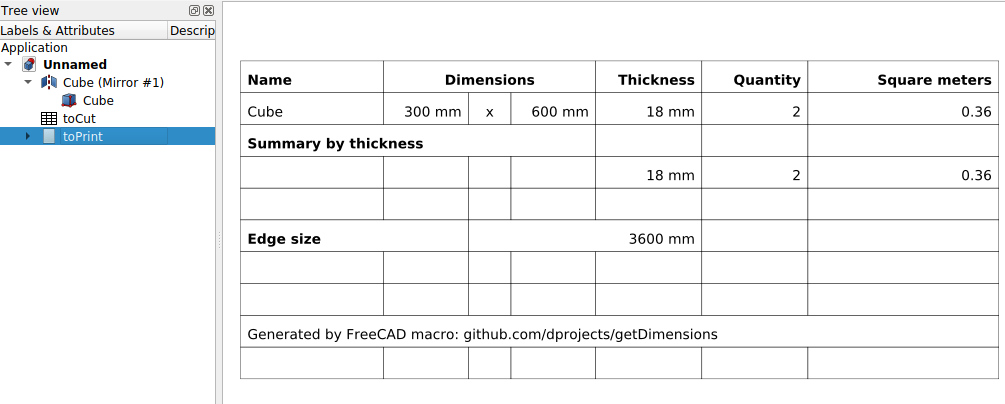 Tree view
Labels & Attributes Descrip
Application
Unnamed
Cube (Mirror #1)
Cube
toCut
toPrint
Name Dimensions Thickness Quantity Square meters
Cube 300 mm x 600 mm 18 mm 2 0.36
Summary by thickness
18 mm 2 0.36
Edge size 3600 mm
Generated by FreeCAD macro: github.com/dprojects/getDimensions